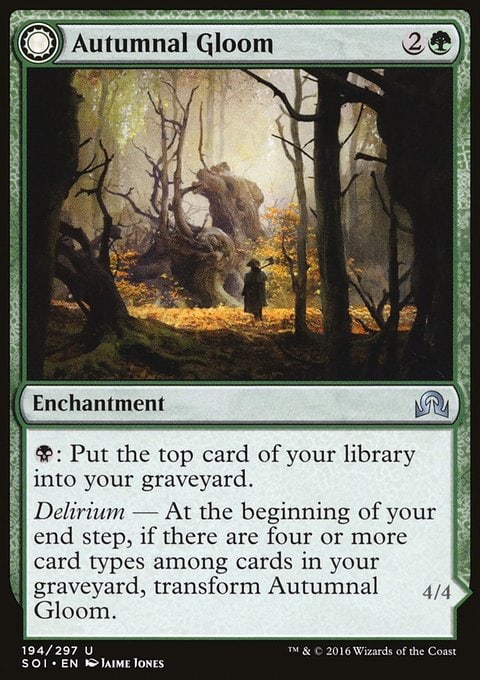 Autumnal Gloom 2
Enchantment
: Put the top card of your library
into your graveyard.
Delirium — At the beginning of your
end step, if there are four or more
card types among cards in your
graveyard, transform Autumnal
Gloom.
4/4
194/297 U
SOI • EN Jaime Jones
™ & © 2016 Wizards of the Coast